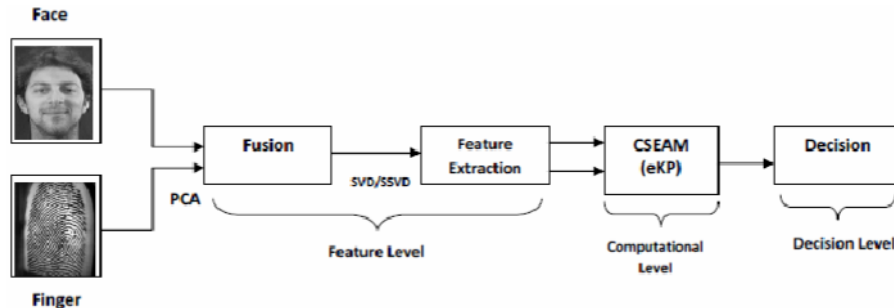 Face
Fusion
Feature
Extraction
CSEAM
(eKP)
Decision
PCA
SVD/SSVD
Feature Level
Computational
Level
Decision Level
Finger